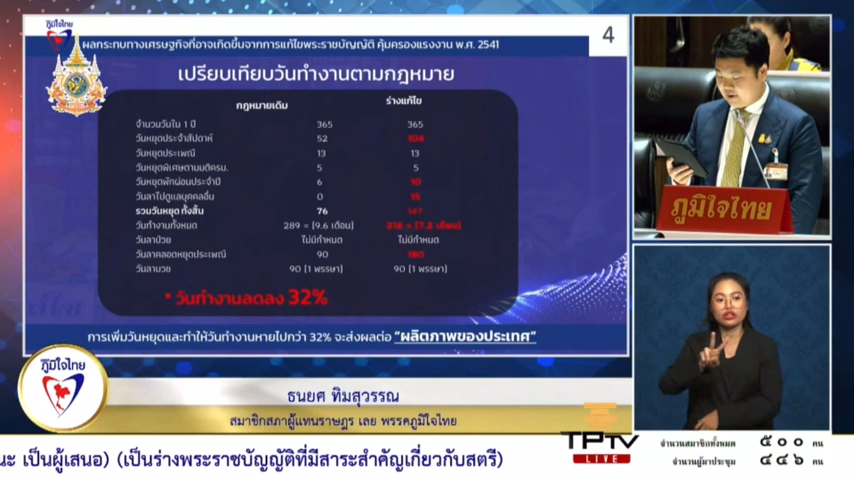 ภูมิใจไทย
ผลกระทบทางเศรษฐกิจที่อาจเกิดขึ้นจากการแก้ไขพระราชบัญญัติ คุ้มครองแรงงาน พ.ศ. 2541
4
เปรียบเทียบวันทำงานตามกฎหมาย
กฎหมายเดิม ร่างแก้ไข
จำนวนวันใน 1 ปี 365 365
วันหยุดประจำสัปดาห์ 52 104
วันหยุดประเพณี 13 13
วันหยุดพิเศษตามมติครม. 5 5
วันหยุดพักผ่อนประจำปี 6 10
วันลาไปดูแลบุคคลอื่น 0 15
รวมวันหยุด ทั้งสิ้น 76 147
วันทำงานทั้งหมด 289 = [9.6 เดือน] 218 = [7.2 เดือน]
วันลาป่วย ไม่มีกำหนด ไม่มีกำหนด
วันลาคลอดหยุดประเพณี 90 180
วันลาบวช 90 [1 พรรษา] 90 [1 พรรษา]
* วันทำงานลดลง 32%
การเพิ่มวันหยุดและทำให้วันทำงานหายไปกว่า 32% จะส่งผลต่อ “ผลิตภาพของประเทศ”
ภูมิใจไทย
ภูมิใจไทย
ธนยศ ทิมสุวรรณ
สมาชิกสภาผู้แทนราษฎร เลย พรรคภูมิใจไทย
TPTV
LIVE
จำนวนสมาชิกทั้งหมด ๕๐๐ คน
จำนวนผู้มาประชุม ๔๔๖ คน
นะ เป็นผู้เสนอ) (เป็นร่างพระราชบัญญัติที่มีสาระสำคัญเกี่ยวกับสตรี)